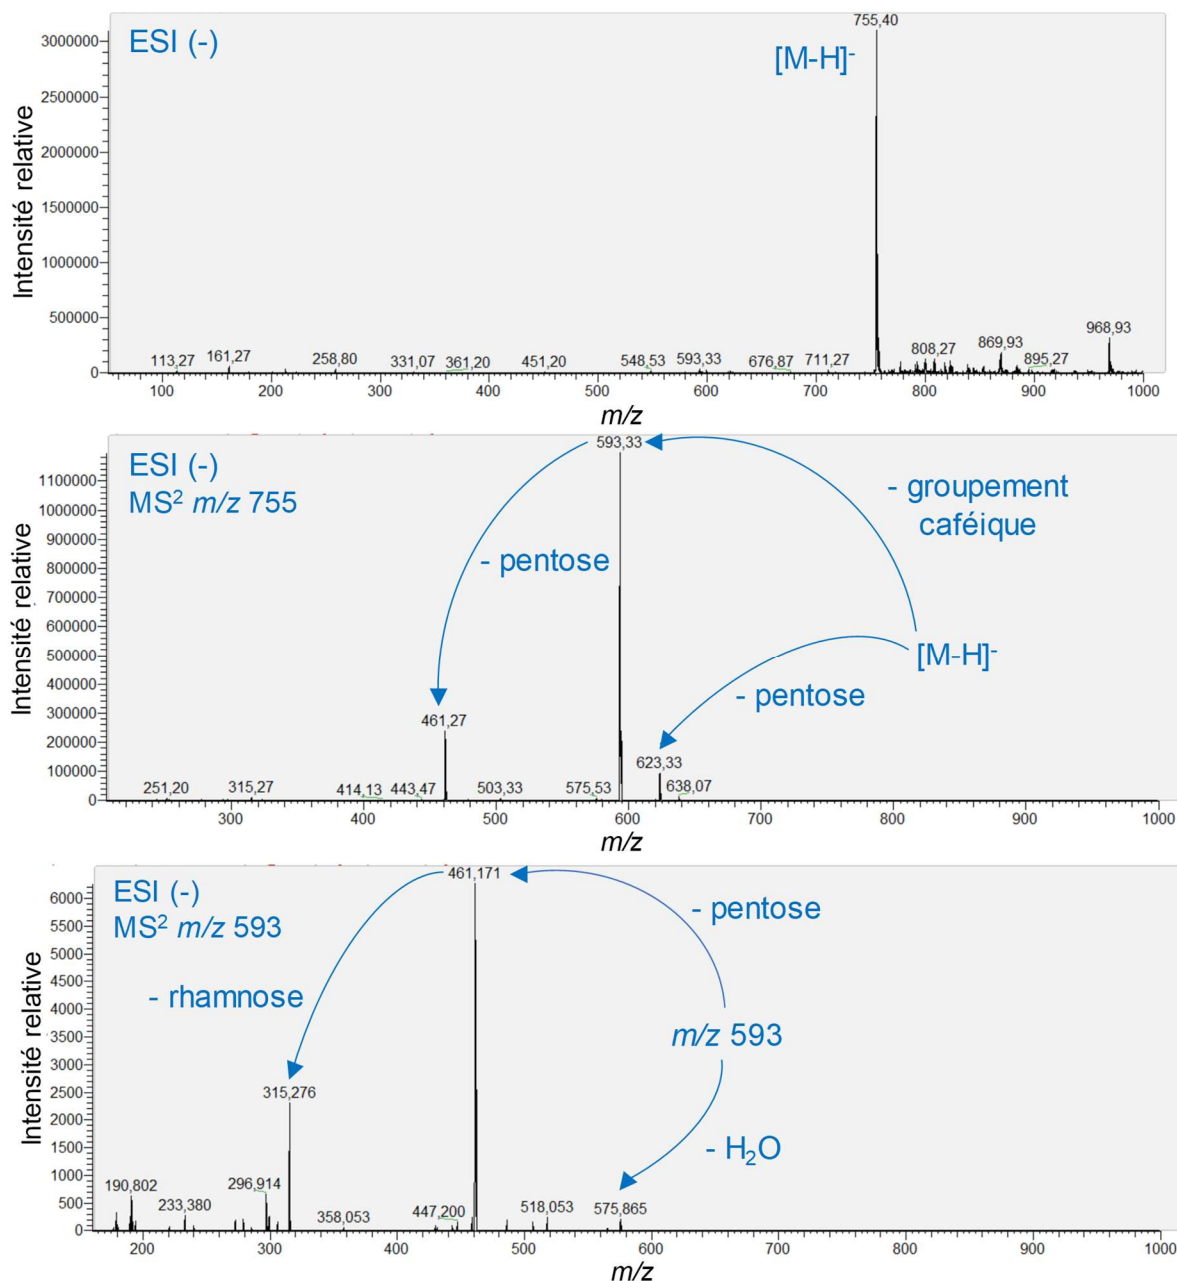 ESI (-)
[M-H]-
755,40
3000000
2500000
2000000
1500000
1000000
500000
0
Intensité relative
113,27 161,27 258,80 331,07 361,20 451,20 548,53 593,33 676,87 711,27 808,27 869,93 895,27 968,93
100 200 300 400 500 600 700 800 900 1000
m/z
ESI (-)
MS2 m/z 755
593,33
- groupement
caféique
- pentose
[M-H]-
- pentose
1100000
1000000
900000
800000
700000
600000
500000
400000
300000
200000
100000
0
Intensité relative
251,20 315,27 414,13 443,47 461,27 503,33 575,53 623,33 638,07
300 400 500 600 700 800 900 1000
m/z
ESI (-)
MS2 m/z 593
461,171
- pentose
- rhamnose
m/z 593
- H2O
6000
5500
5000
4500
4000
3500
3000
2500
2000
1500
1000
500
0
Intensité relative
190,802 233,380 296,914 315,276 358,053 447,200 518,053 575,865
200 300 400 500 600 700 800 900 1000
m/z